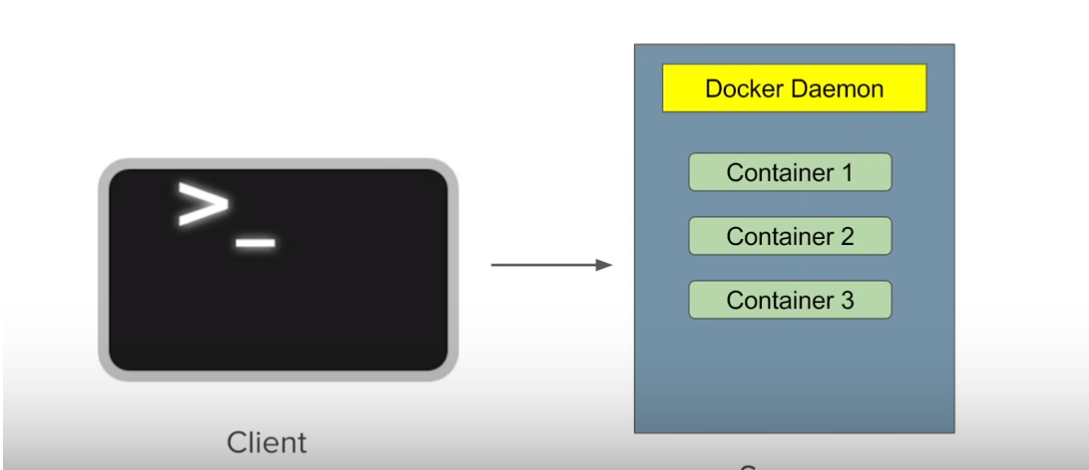 Docker Daemon
Container 1
>_
Container 2
Container 3
Client